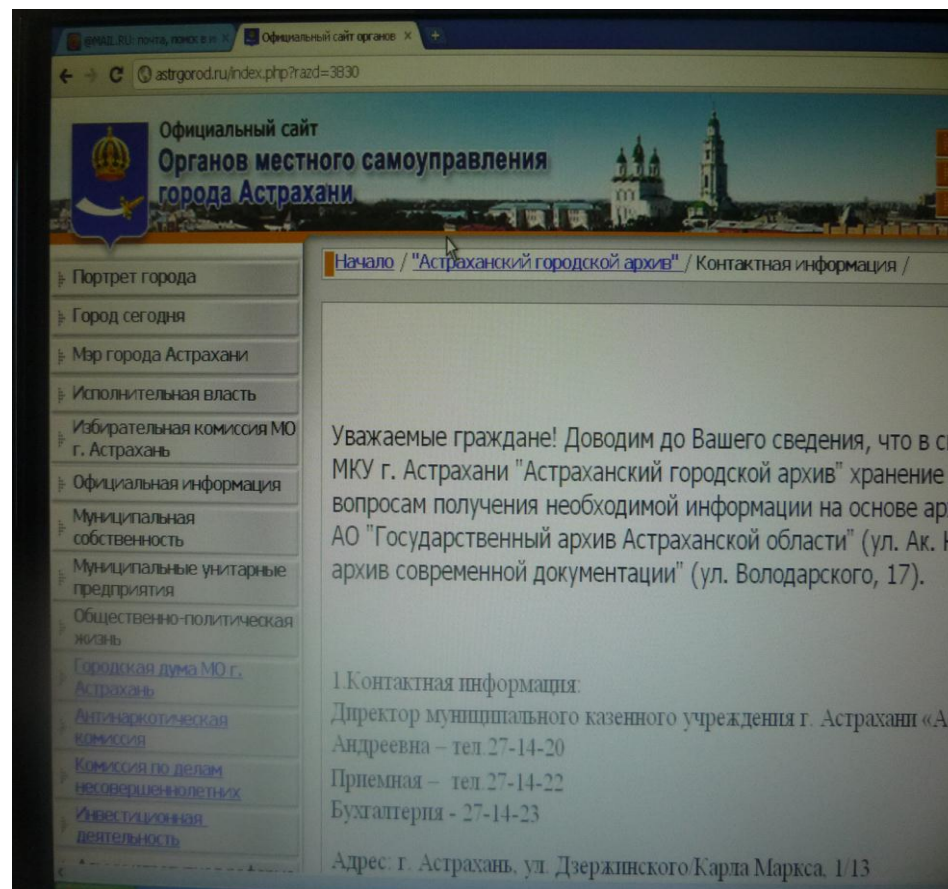 @MAIL.RU: почта, поиск в и
Официальный сайт органов
astrgorod.ru/index.php?razd=3830
Официальный сайт
Органов местного самоуправления
города Астрахани
Начало / "Астраханский городской архив" / Контактная информация /
Портрет города
Город сегодня
Мэр города Астрахани
Исполнительная власть
Избирательная комиссия МО
г. Астрахань
Официальная информация
Муниципальная
собственность
Муниципальные унитарные
предприятия
Общественно-политическая
жизнь
Городская дума МО г.
Астрахань
Антинаркотическая
комиссия
Комиссия по делам
несовершеннолетних
Инвестиционная
деятельность
Уважаемые граждане! Доводим до Вашего сведения, что в
МКУ г. Астрахани "Астраханский городской архив" хранение
вопросам получения необходимой информации на основе
АО "Государственный архив Астраханской области" (ул. Ак.
архив современной документации" (ул. Володарского, 17).
1.Контактная информация:
Директор муниципального казенного учреждения г. Астрахани «А
Андреевна – тел.27-14-20
Приемная – тел.27-14-22
Бухгалтерия - 27-14-23
Адрес: г. Астрахань, ул. Дзержинского/Карла Маркса, 1/13